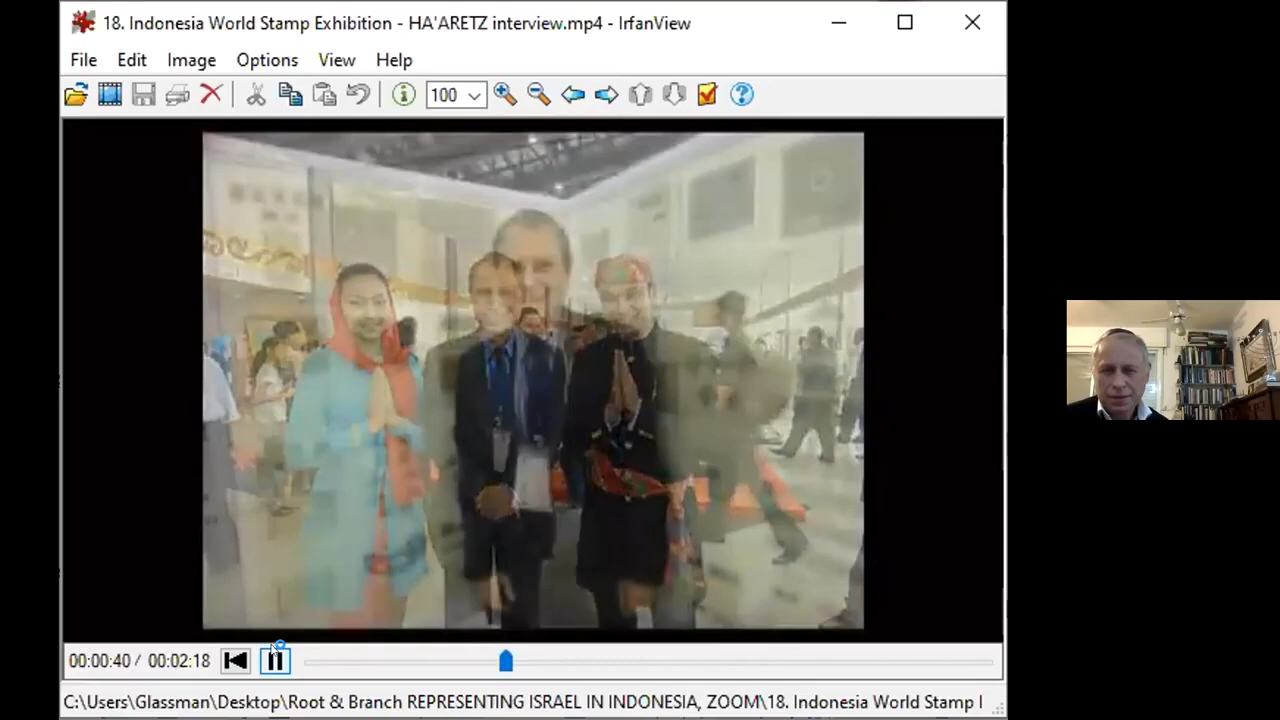 18. Indonesia World Stamp Exhibition - HA'ARETZ interview.mp4 - IrfanView
File Edit Image Options View Help
100
00:00:40 / 00:02:18
C:\Users\Glassman\Desktop\Root & Branch REPRESENTING ISRAEL IN INDONESIA, ZOOM\18. Indonesia World Stamp I